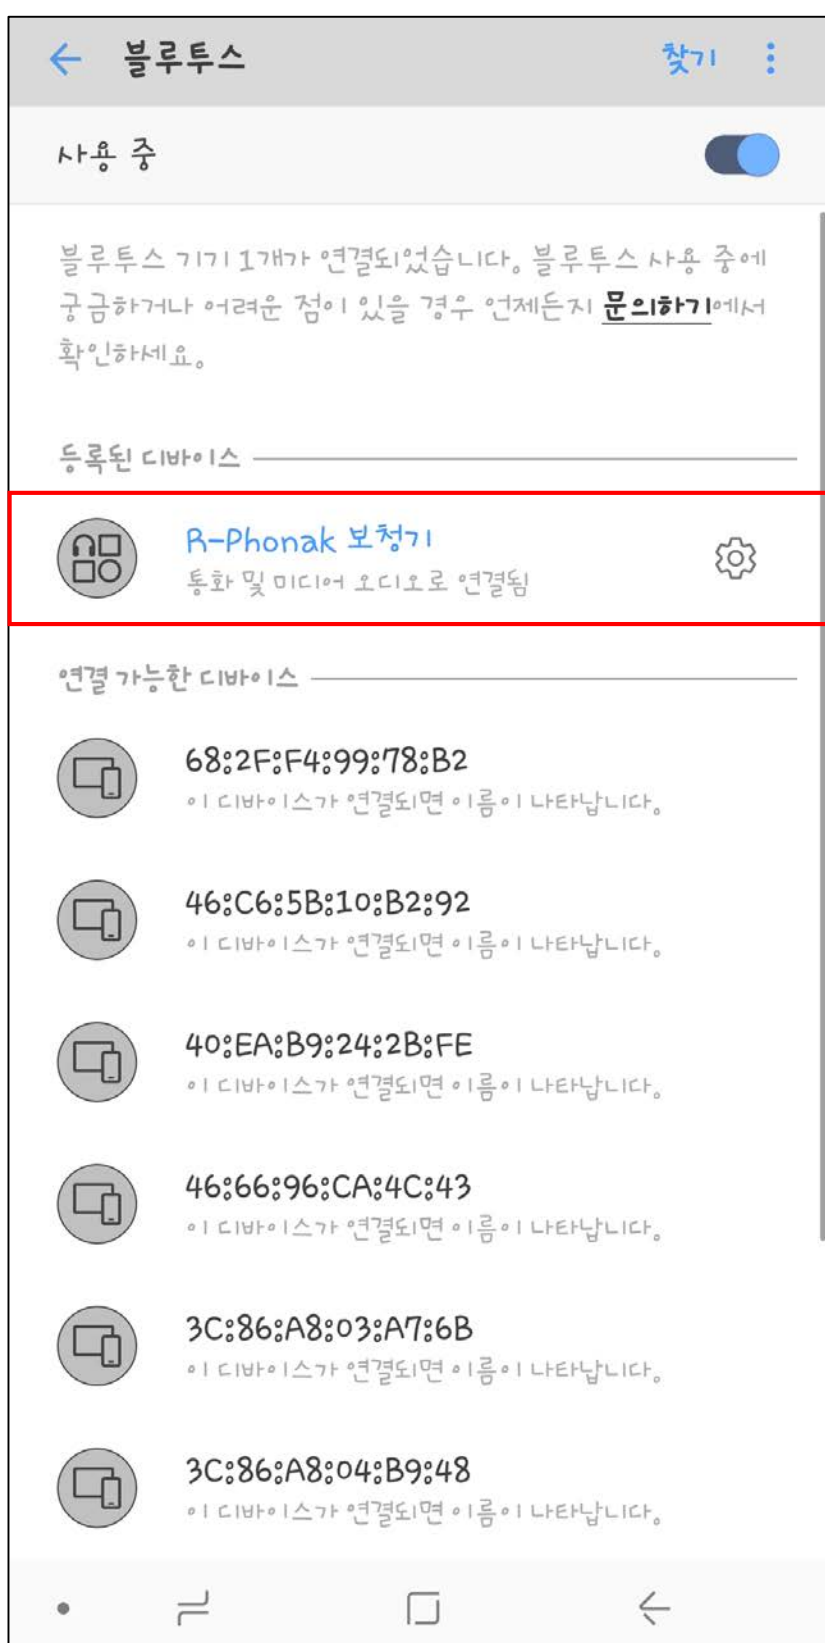 블루투스 찾기
사용 중
블루투스 기기 1개가 연결되었습니다. 블루투스 사용 중에
궁금하거나 어려운 점이 있을 경우 언제든지 문의하기에서
확인하세요.
등록된 디바이스
R-Phonak 보청기
통화 및 미디어 오디오로 연결됨
연결 가능한 디바이스
68:2F:F4:99:78:B2
이 디바이스가 연결되면 이름이 나타납니다.
46:C6:5B:10:B2:92
이 디바이스가 연결되면 이름이 나타납니다.
40:EA:B9:24:2B:FE
이 디바이스가 연결되면 이름이 나타납니다.
46:66:96:CA:4C:43
이 디바이스가 연결되면 이름이 나타납니다.
3C:86:A8:03:A7:6B
이 디바이스가 연결되면 이름이 나타납니다.
3C:86:A8:04:B9:48
이 디바이스가 연결되면 이름이 나타납니다.